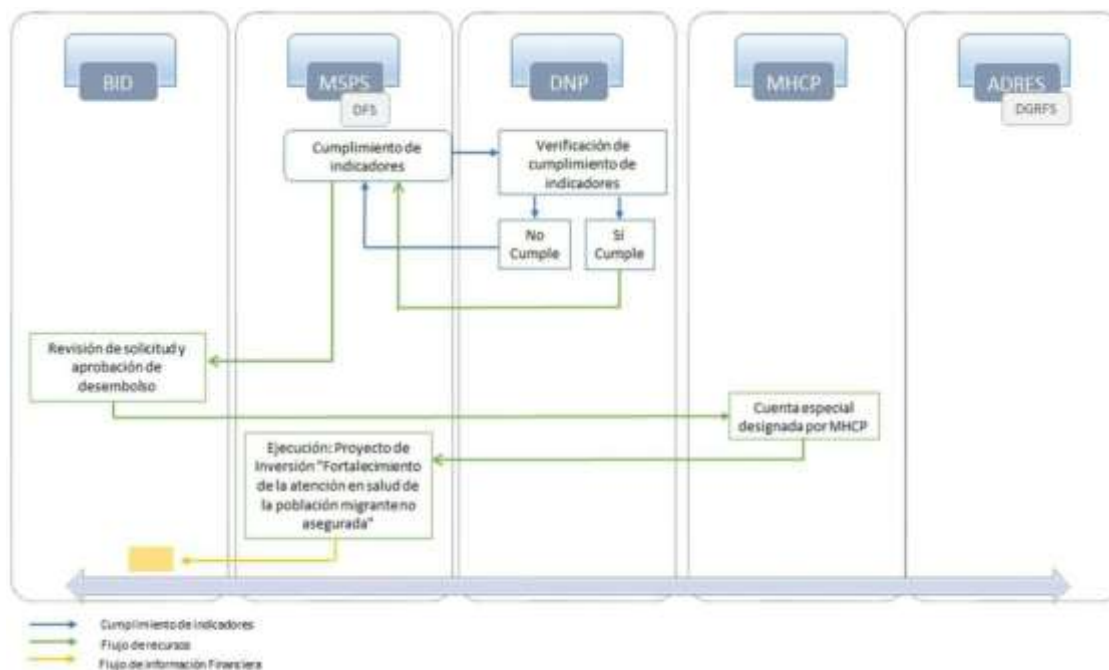 BID
MSPS
DNP
MHCP
ADRES
DFS
DGRFS
Cumplimiento de
indicadores
Verificación de
cumplimiento de
indicadores
No
Cumple
Sí
Cumple
Revisión de solicitud y
aprobación de
desembolso
Cuenta especial
designada por MHCP
Ejecución: Proyecto de
Inversión "Fortalecimiento
de la atención en salud de
la población migrante no
asegurada"
Cumplimiento de indicadores
Flujo de recursos
Flujo de información Financiera